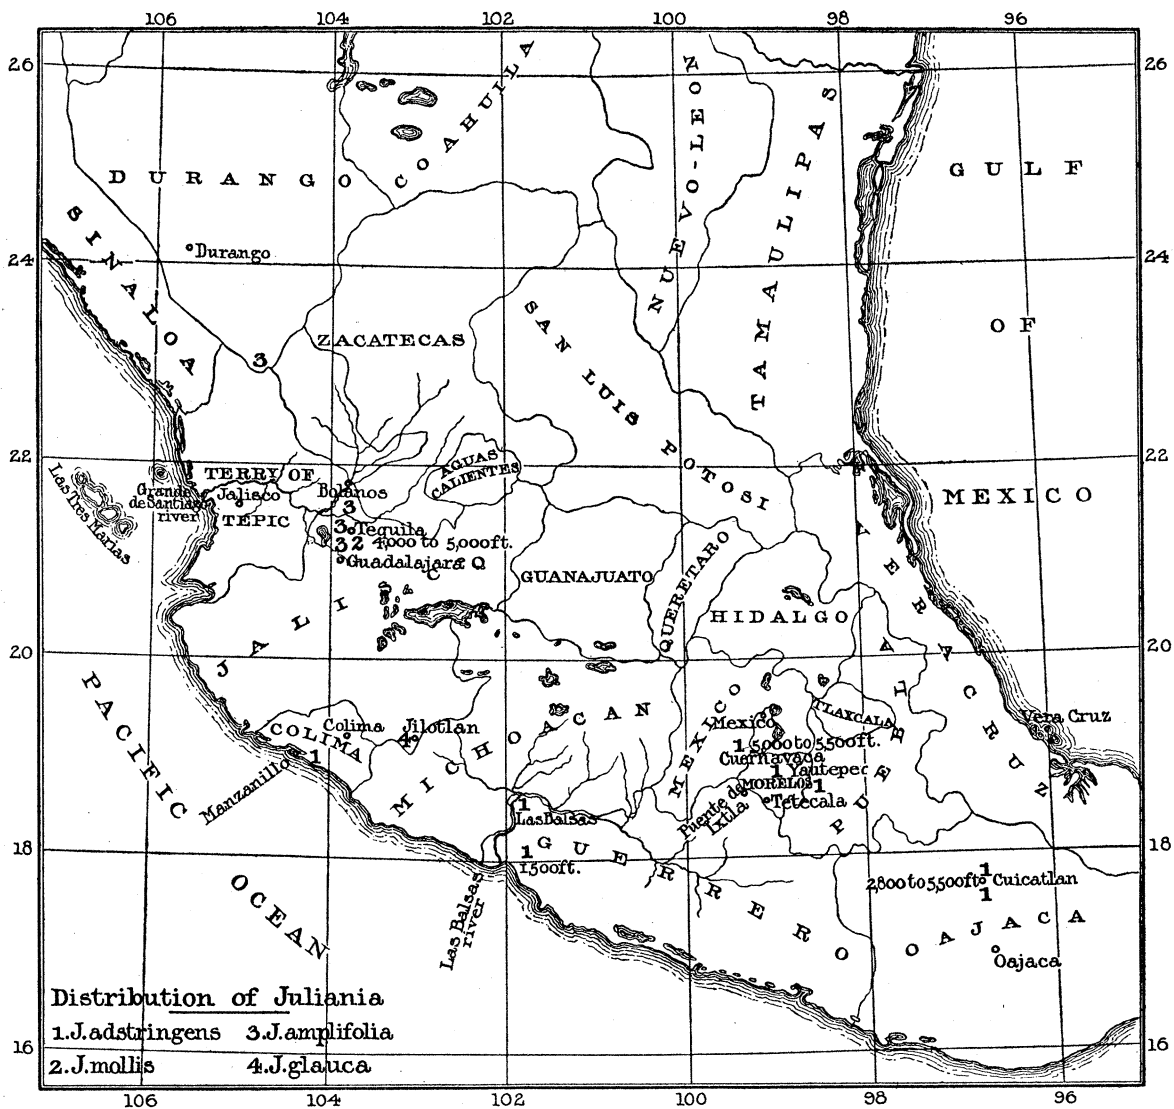 106 104 102 100 98 96
26 26
DURANGO
COAHUILA
NUEVO-LEON
TAMAULIPAS
GULF
SINALOA
Durango
24 24
OF
ZACATECAS
SAN LUIS POTOSI
3
22 22
TERRY OF
TEPIC
AGUAS
CALIENTES
Las Tres Marias
Grande
de Santiago
river
Jalisco
Bolanos
3
MEXICO
3 Tequila
3 2 4,000 to 5,000ft.
Guadalajara
GUANAJUATO
QUERETARO
HIDALGO
VERA CRUZ
JALISCO
20 20
PACIFIC
OCEAN
COLIMA
Colima
Jilotlan
4
1
Manzanillo
MICHOACAN
MEXICO
Mexico
TLAXCALA
Vera Cruz
1 5,000 to 5,500ft.
Cuernavaca
1 Yautepec
MORELOS 1
Tetecala
Puente de
Ixtla
PUEBLA
1
Las Balsas
18 18
GUERRERO
1
1,500ft.
Las Balsas
river
1
2,800 to 5,500ft. Cuicatlan
1
OAJACA
Oajaca
Distribution of Juliania
1.J.adstringens 3.J.amplifolia
2.J.mollis 4.J.glauca
16 16
106 104 102 100 98 96